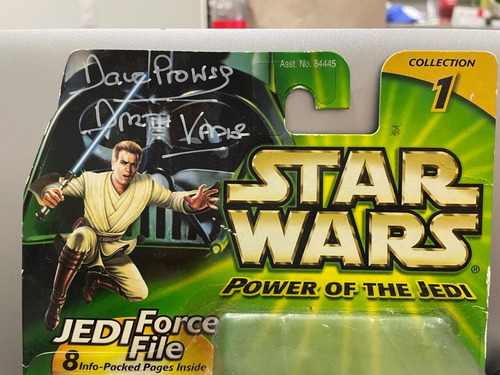 Dave Prowse
Darth Vader
Asst. No. 84445
COLLECTION
1
STAR
WARS
®
POWER OF THE JEDI
JEDI Force
File
8 Info-Packed Pages Inside